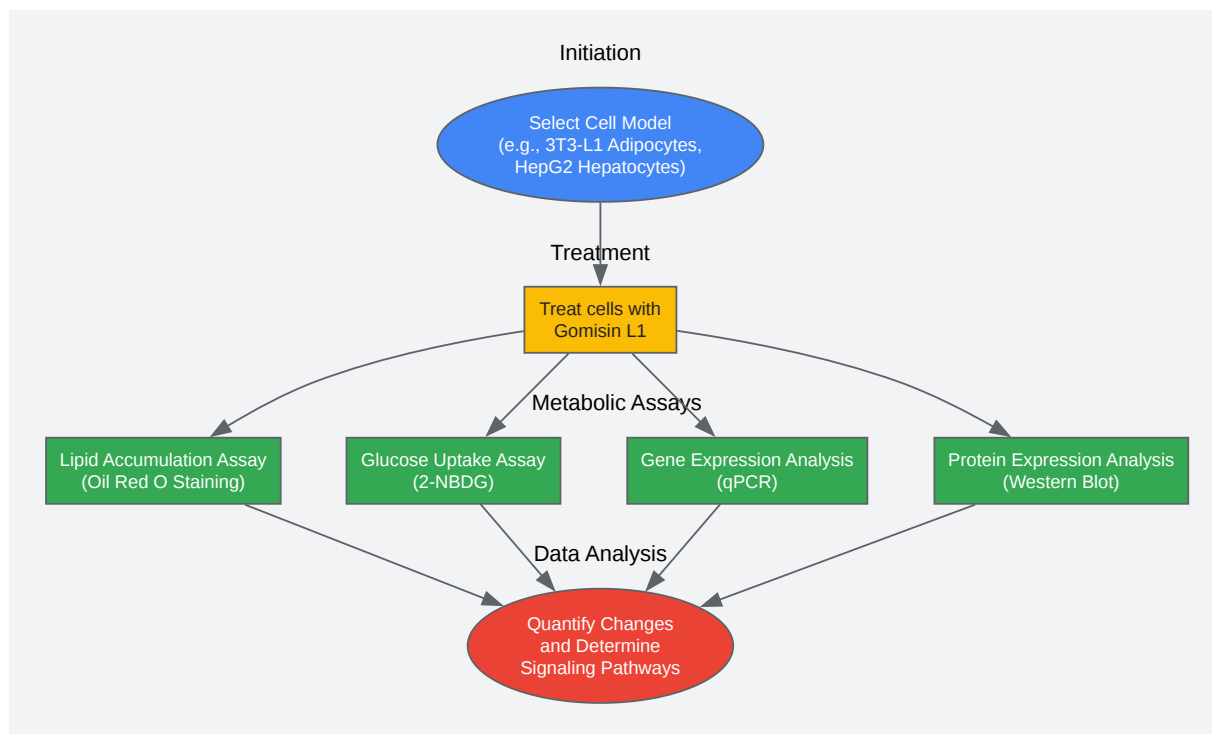 Initiation
Select Cell Model
(e.g., 3T3-L1 Adipocytes,
HepG2 Hepatocytes)
Treatment
Treat cells with
Gomisin L1
Metabolic Assays
Lipid Accumulation Assay
(Oil Red O Staining)
Glucose Uptake Assay
(2-NBDG)
Gene Expression Analysis
(qPCR)
Protein Expression Analysis
(Western Blot)
Data Analysis
Quantify Changes
and Determine
Signaling Pathways